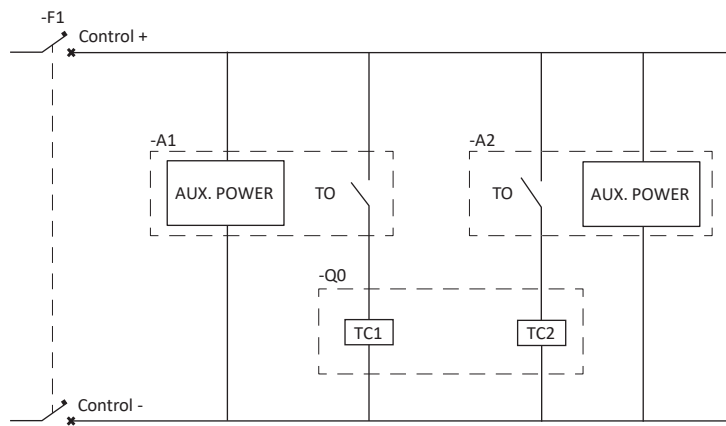 -F1
Control +
-A1
-A2
AUX. POWER
TO
TO
AUX. POWER
-Q0
TC1
TC2
Control -